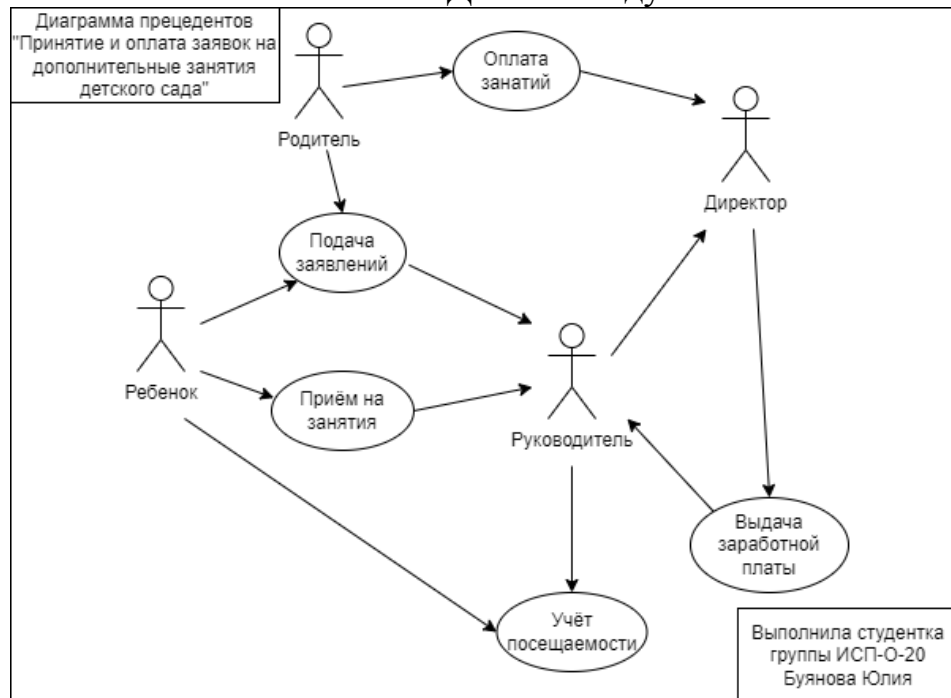 Диаграмма прецедентов
"Принятие и оплата заявок на
дополнительные занятия
детского сада"
Родитель
Оплата
занатий
Директор
Подача
заявлений
Ребенок
Приём на
занятия
Руководитель
Выдача
заработной
платы
Учёт
посещаемости
Выполнила студентка
группы ИСП-О-20
Буянова Юлия